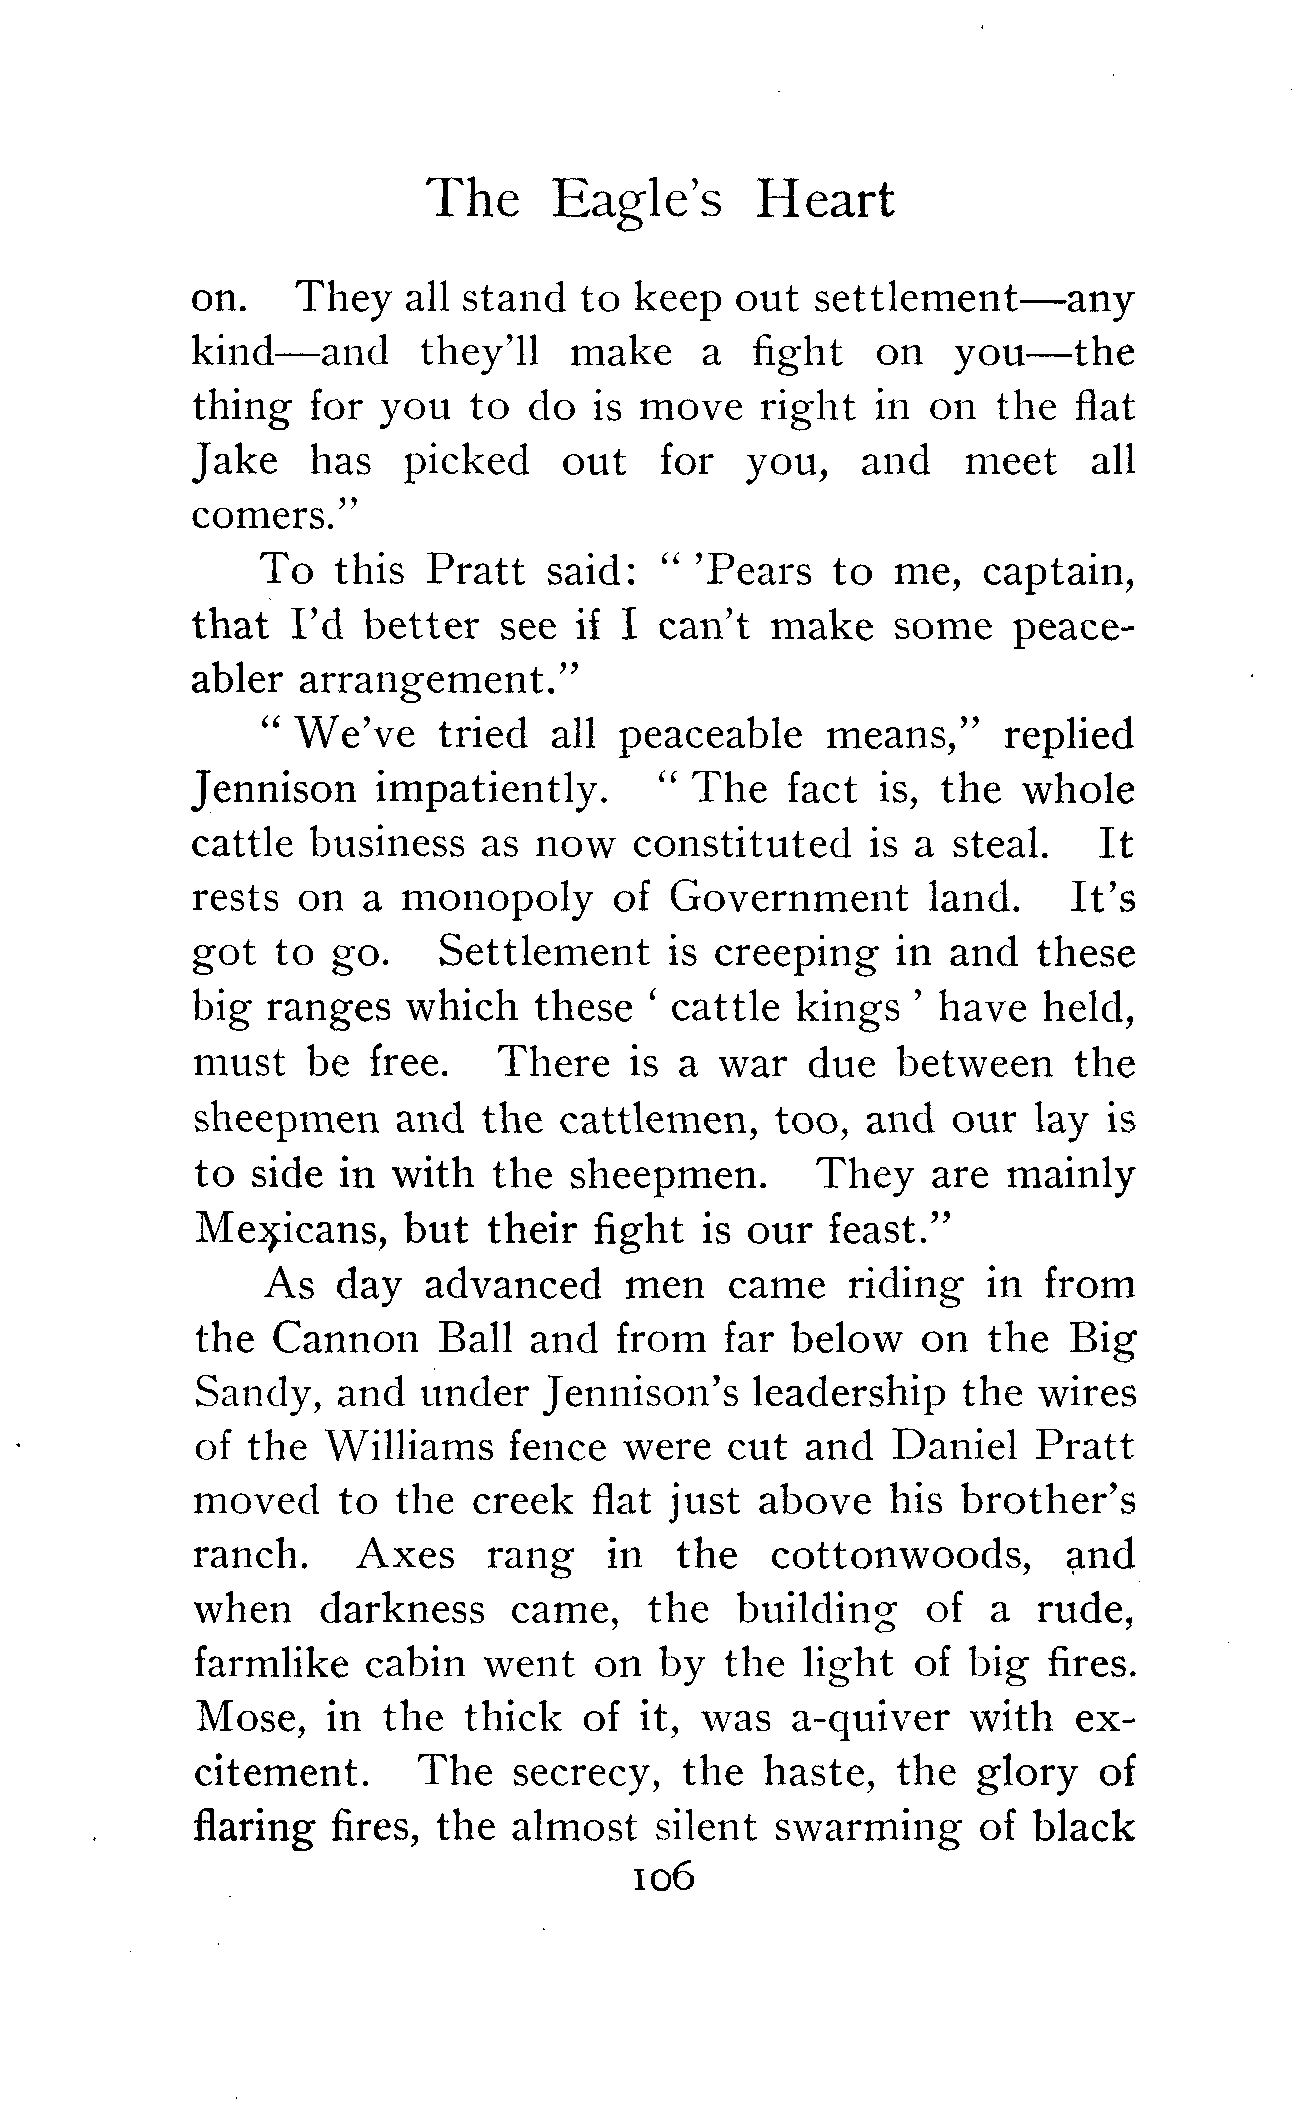 The Eagle's Heart
on. They all stand to keep out settlement—any
kind—and they'll make a fight on you—the
thing for you to do is move right in on the flat
Jake has picked out for you, and meet all
comers."
To this Pratt said: " 'Pears to me, captain,
that I'd better see if I can't make some peace-
abler arrangement."
" We've tried all peaceable means," replied
Jennison impatiently. " The fact is, the whole
cattle business as now constituted is a steal. It
rests on a monopoly of Government land. It's
got to go. Settlement is creeping in and these
big ranges which these ' cattle kings ' have held,
must be free. There is a war due between the
sheepmen and the cattlemen, too, and our lay is
to side in with the sheepmen. They are mainly
Mexicans, but their fight is our feast."
As day advanced men came riding in from
the Cannon Ball and from far below on the Big
Sandy, and under Jennison's leadership the wires
of the Williams fence were cut and Daniel Pratt
moved to the creek flat just above his brother's
ranch. Axes rang in the cottonwoods, and
when darkness came, the building of a rude,
farmlike cabin went on by the light of big fires.
Mose, in the thick of it, was a-quiver with ex-
citement. The secrecy, the haste, the glory of
flaring fires, the almost silent swarming of black
106